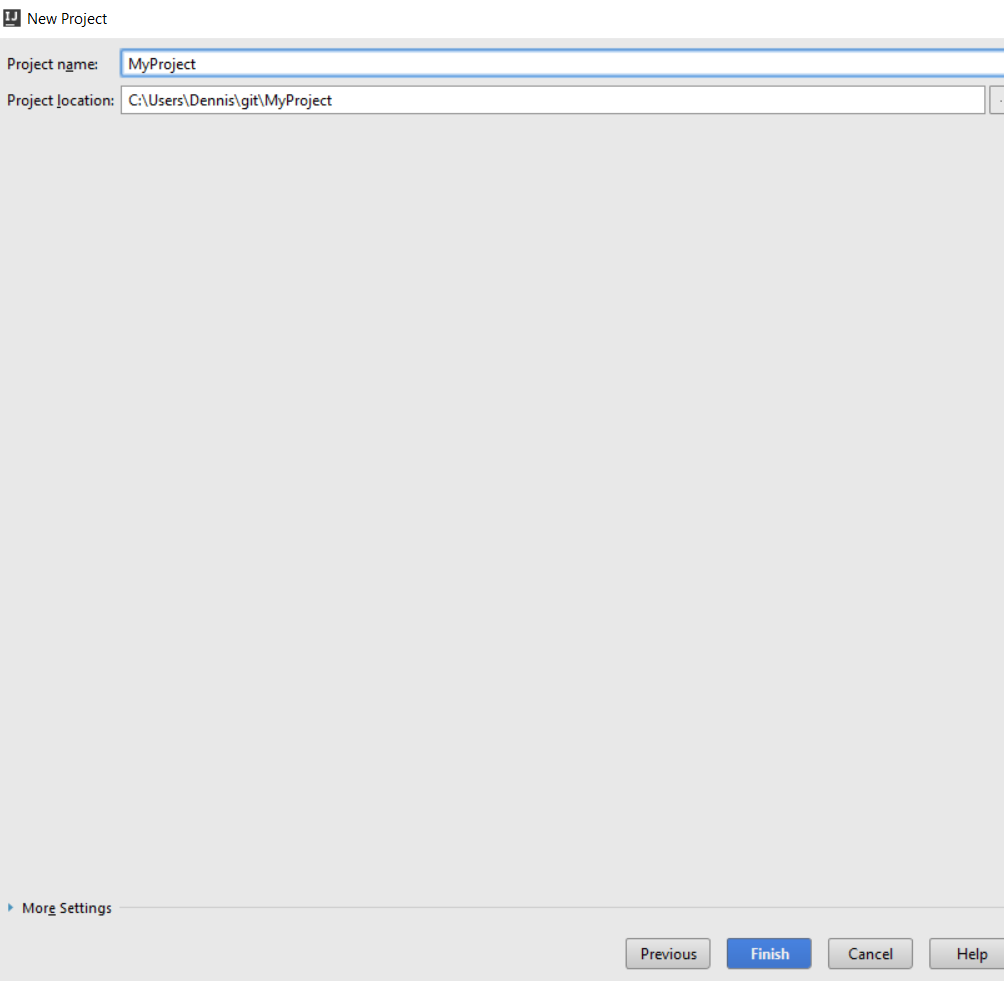 IJ New Project
Project name: MyProject
Project location: C:\Users\Dennis\git\MyProject
More Settings
Previous Finish Cancel Help